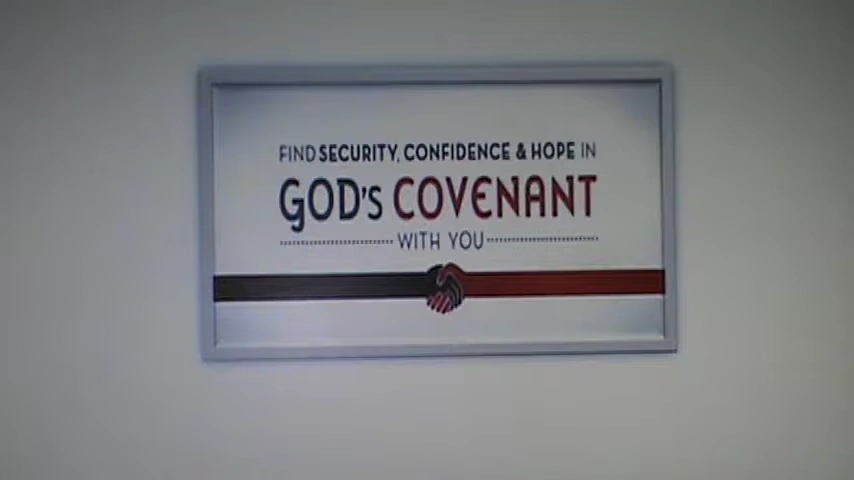 FIND SECURITY, CONFIDENCE & HOPE IN
GOD'S COVENANT
WITH YOU